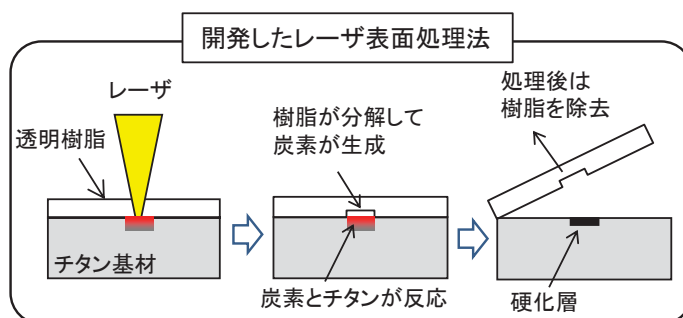 開発したレーザ表面処理法
レーザ
透明樹脂
チタン基材
樹脂が分解して
炭素が生成
炭素とチタンが反応
処理後は
樹脂を除去
硬化層